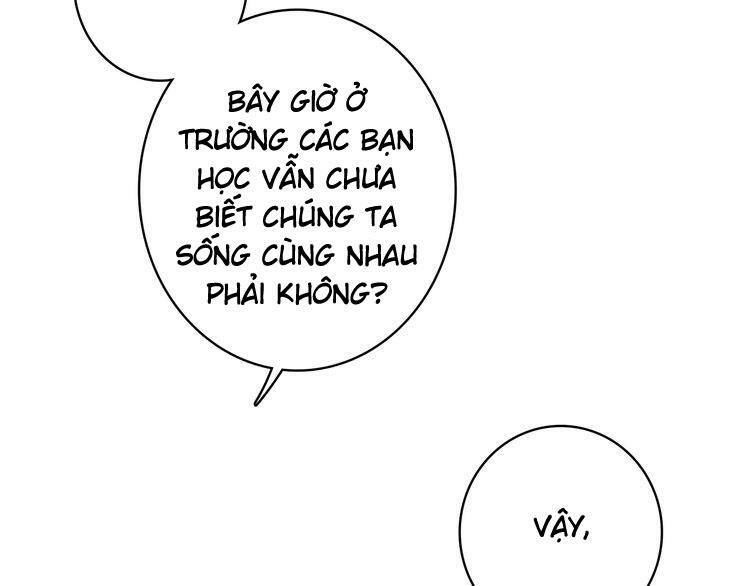 BÂY GIỜ Ở
TRƯỜNG CÁC BẠN
HỌC VẪN CHƯA
BIẾT CHÚNG TA
SỐNG CÙNG NHAU
PHẢI KHÔNG?
VẬY,